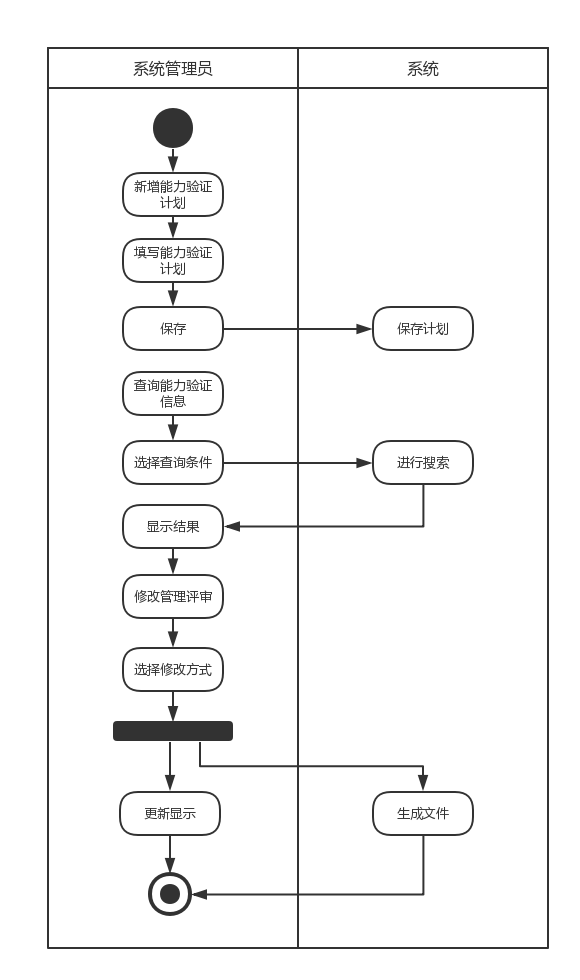 系统管理员
系统
新增能力验证
计划
填写能力验证
计划
保存
保存计划
查询能力验证
信息
选择查询条件
进行搜索
显示结果
修改管理评审
选择修改方式
更新显示
生成文件